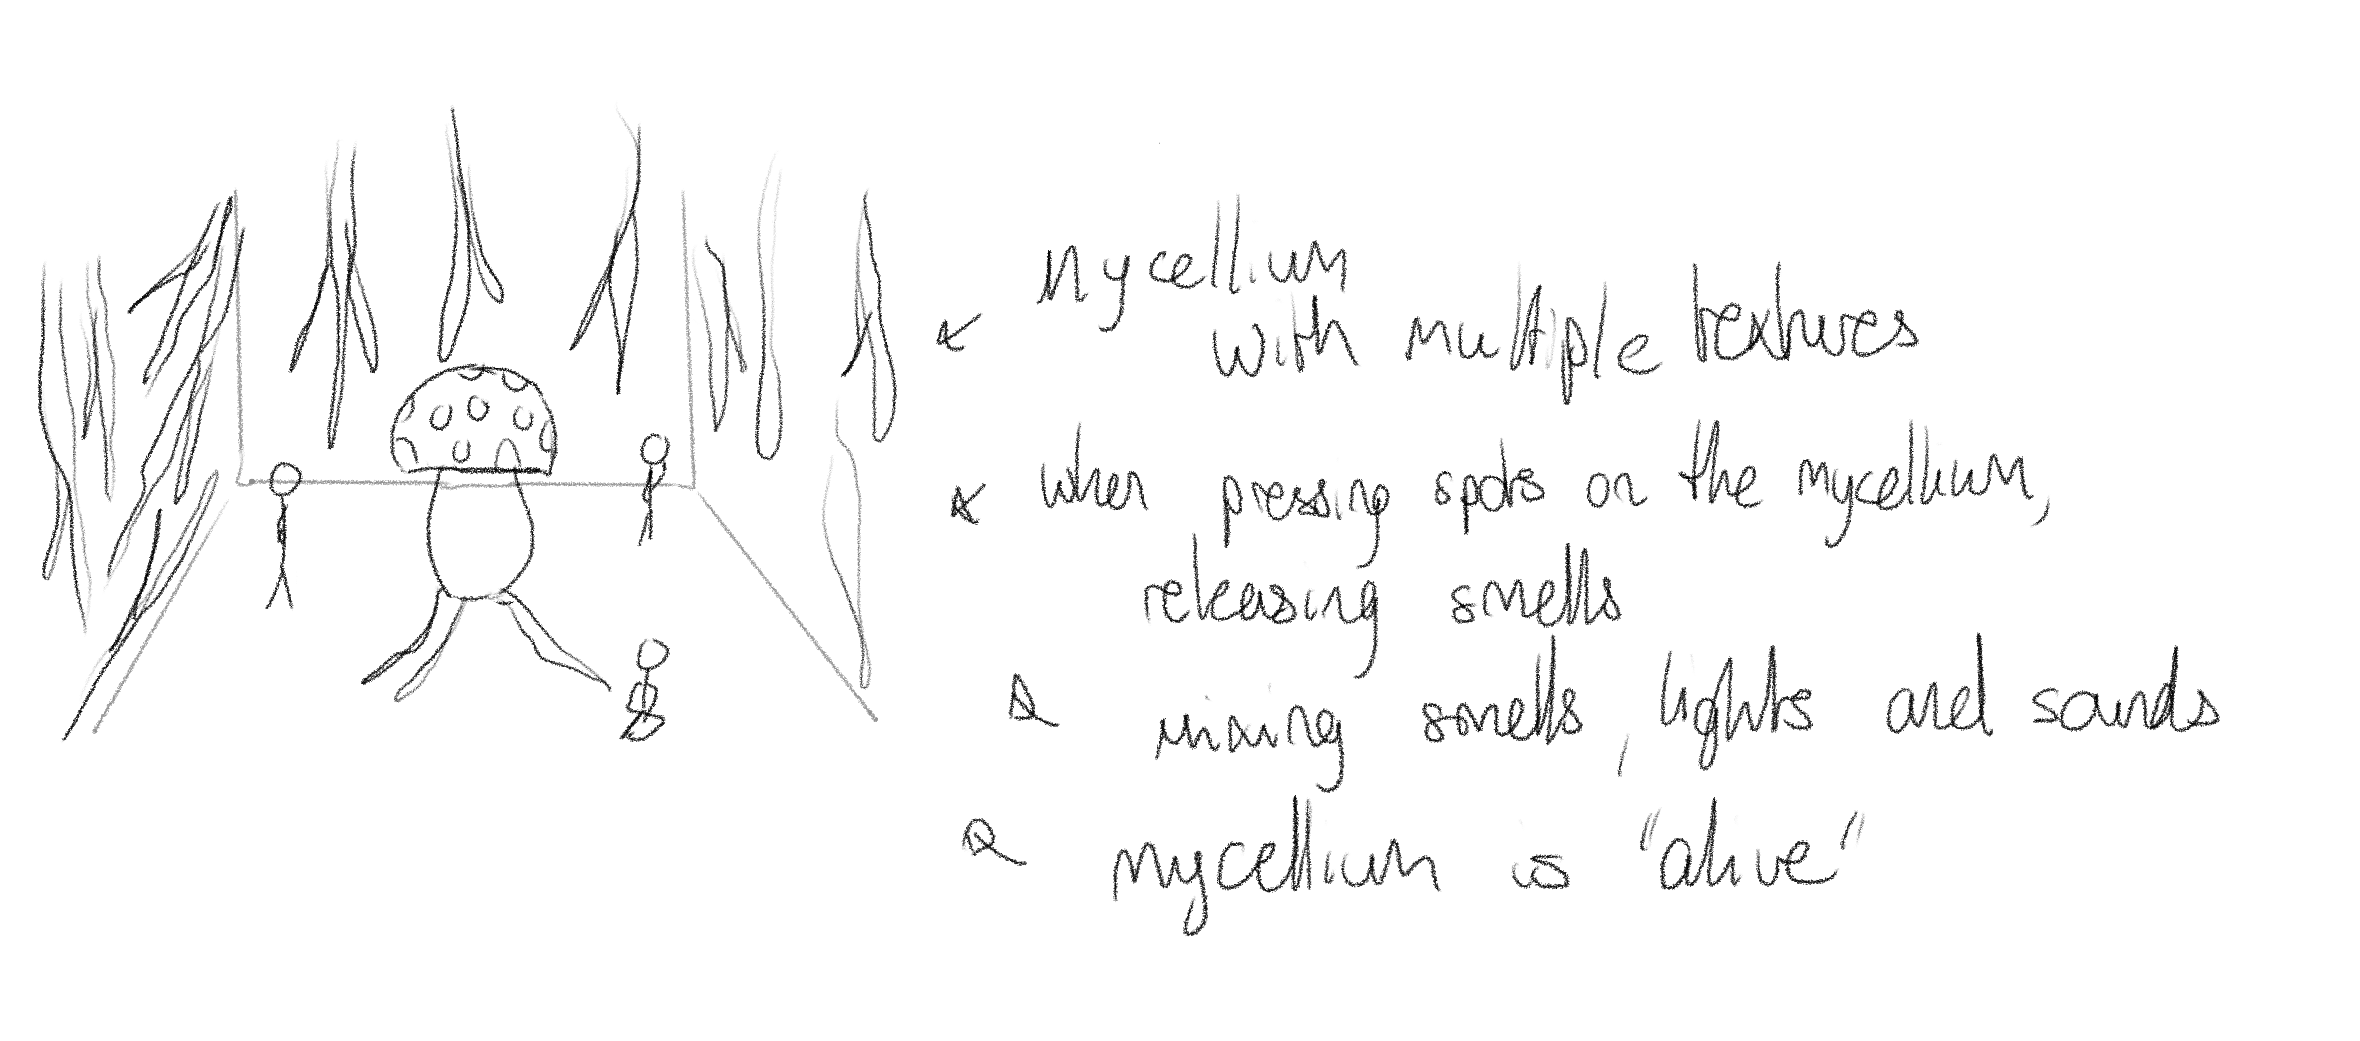 Mycellium
with multiple textures
when pressing spots on the mycellium,
releasing smells
mixing smells, lights and sounds
mycellium is "alive"